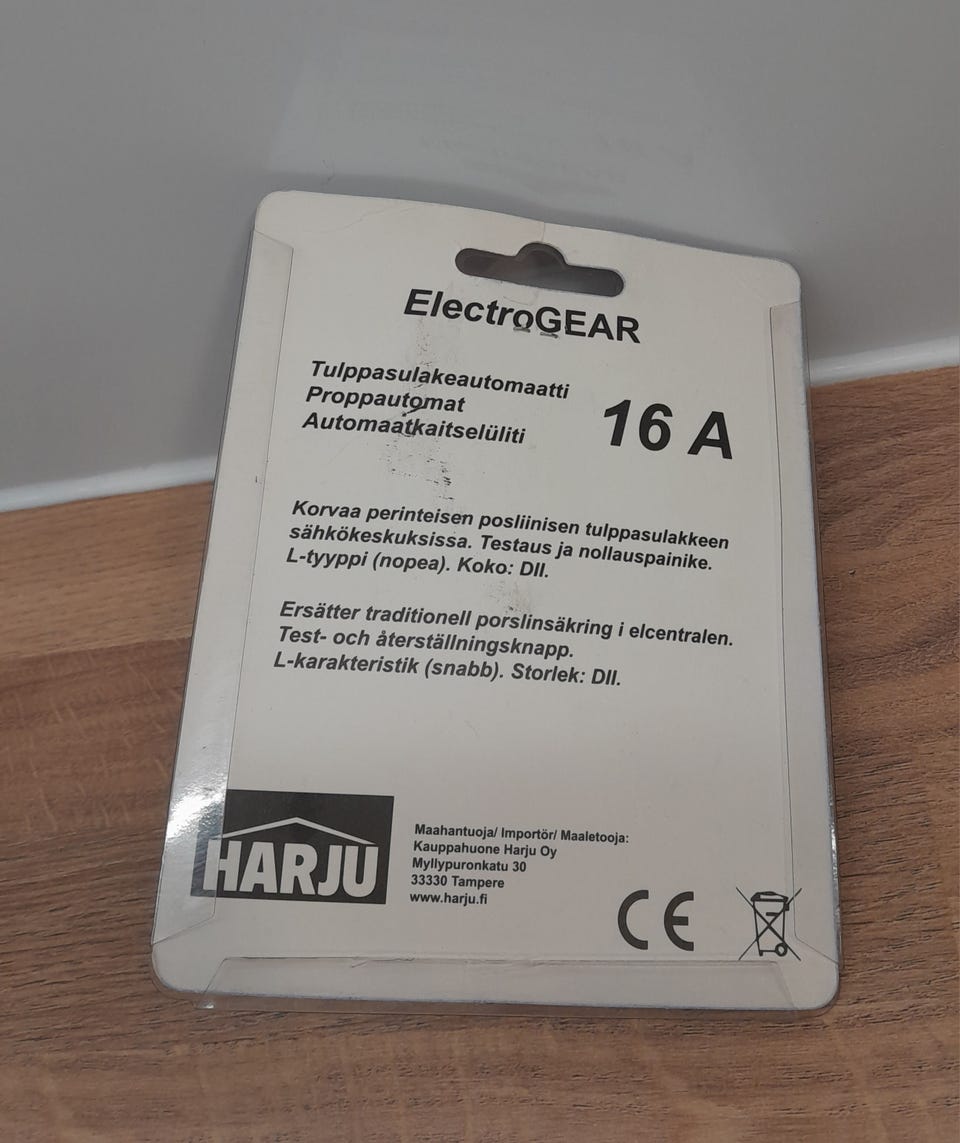 ElectroGEAR
Tulppasulakeautomaatti
Proppautomat
Automaatkaitselüliti
16 A
Korvaa perinteisen posliinisen tulppasulakkeen
sähkökeskuksissa. Testaus ja nollauspainike.
L-tyyppi (nopea). Koko: DII.
Ersätter traditionell porslinsäkring i elcentralen.
Test- och återställningsknapp.
L-karakteristik (snabb). Storlek: DII.
HARJU
Maahantuoja/ Importör/ Maaletooja:
Kauppahuone Harju Oy
Myllypuronkatu 30
33330 Tampere
www.harju.fi
CE